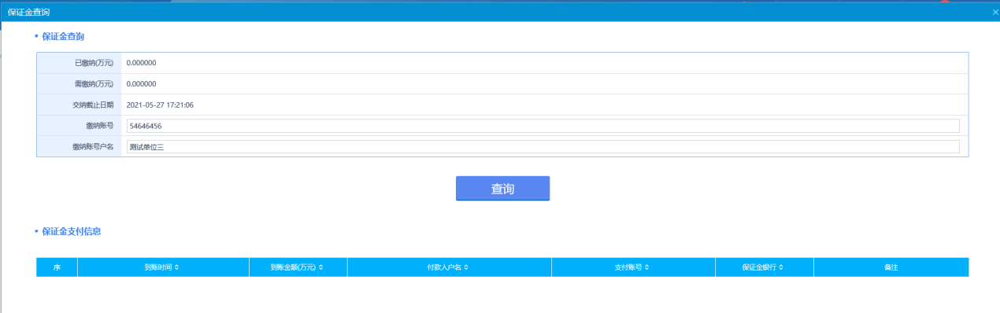 保证金查询
保证金查询
已缴纳(万元) 0.000000
需缴纳(万元) 0.000000
交纳截止日期 2021-05-27 17:21:06
缴纳账号 54646456
缴纳账号户名 测试单位三
查询
保证金支付信息
序 到账时间 到账金额(万元) 付款人户名 支付账号 保证金银行 备注